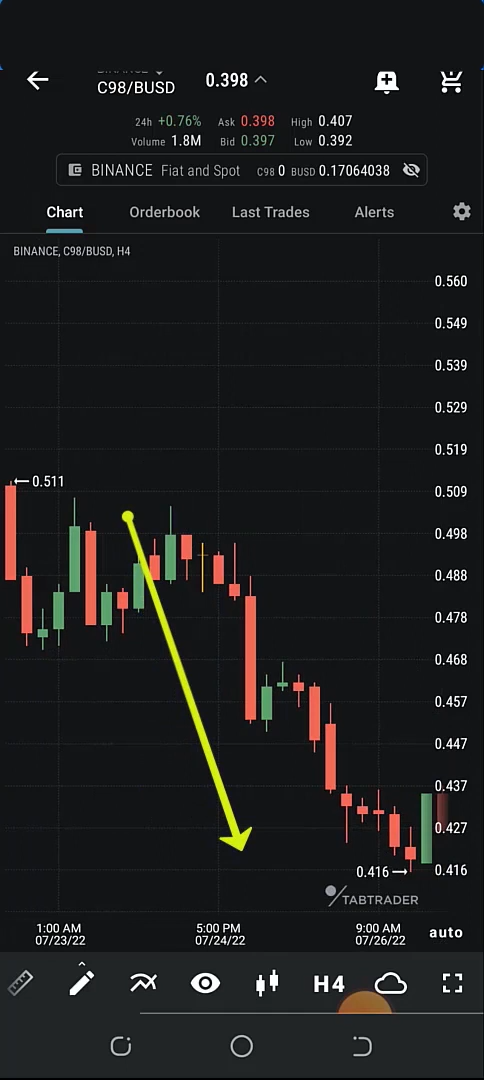 C98/BUSD 0.398
24h +0.76% Ask 0.398 High 0.407
Volume 1.8M Bid 0.397 Low 0.392
BINANCE Fiat and Spot C98 0 BUSD 0.17064038
Chart Orderbook Last Trades Alerts
BINANCE, C98/BUSD, H4
0.560
0.549
0.539
0.529
0.519
0.511
0.509
0.498
0.488
0.478
0.468
0.457
0.447
0.437
0.427
0.416
0.416
TABTRADER
1:00 AM 5:00 PM 9:00 AM auto
07/23/22 07/24/22 07/26/22
H4